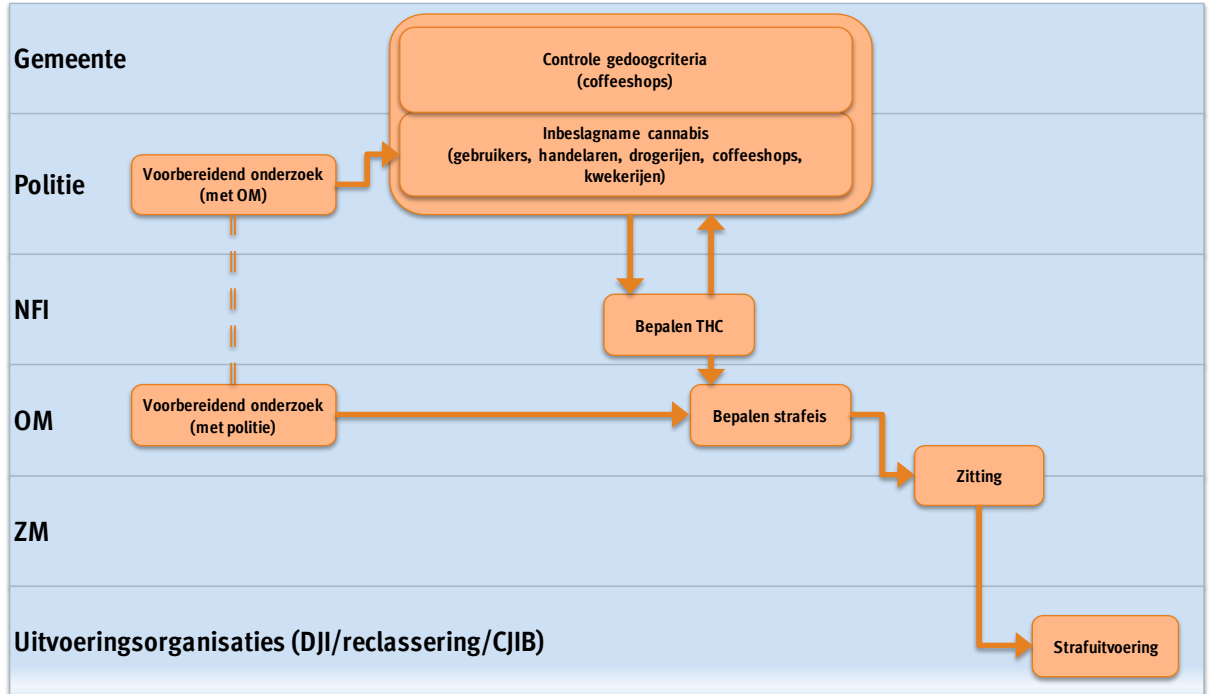 Gemeente
Controle gedoogcriteria
(coffeeshops)
Inbeslagname cannabis
(gebruikers, handelaren, drogerijen, coffeeshops,
kwekerijen)
Politie
Voorbereidend onderzoek
(met OM)
NFI
Bepalen THC
OM
Voorbereidend onderzoek
(met politie)
Bepalen strafeis
Zitting
ZM
Uitvoeringsorganisaties (DJI/reclassering/CJIB)
Strafuitvoering